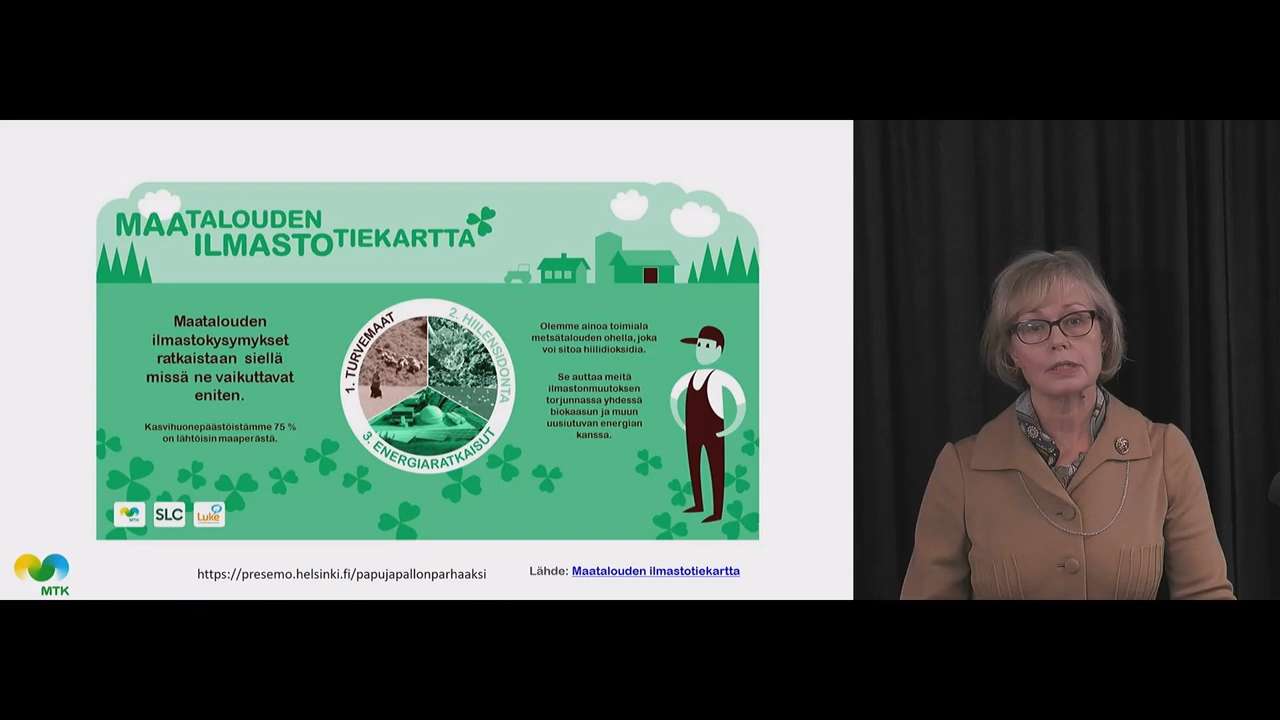 MAATALOUDEN
ILMASTOTIEKARTTA
Maatalouden
ilmastokysymykset
ratkaistaan siellä
missä ne vaikuttavat
eniten.
Kasvihuonepäästöistämme 75 %
on lähtöisin maaperästä.
1. TURVEMAAT
2. HIILENSIDONTA
3. ENERGIARATKAISUT
Olemme ainoa toimiala
metsätalouden ohella, joka
voi sitoa hiilidioksidia.
Se auttaa meitä
ilmastonmuutoksen
torjunnassa yhdessä
biokaasun ja muun
uusiutuvan energian
kanssa.
MTK
SLC
Luke
MTK
https://presemo.helsinki.fi/papujapallonparhaaksi
Lähde: Maatalouden ilmastotiekartta